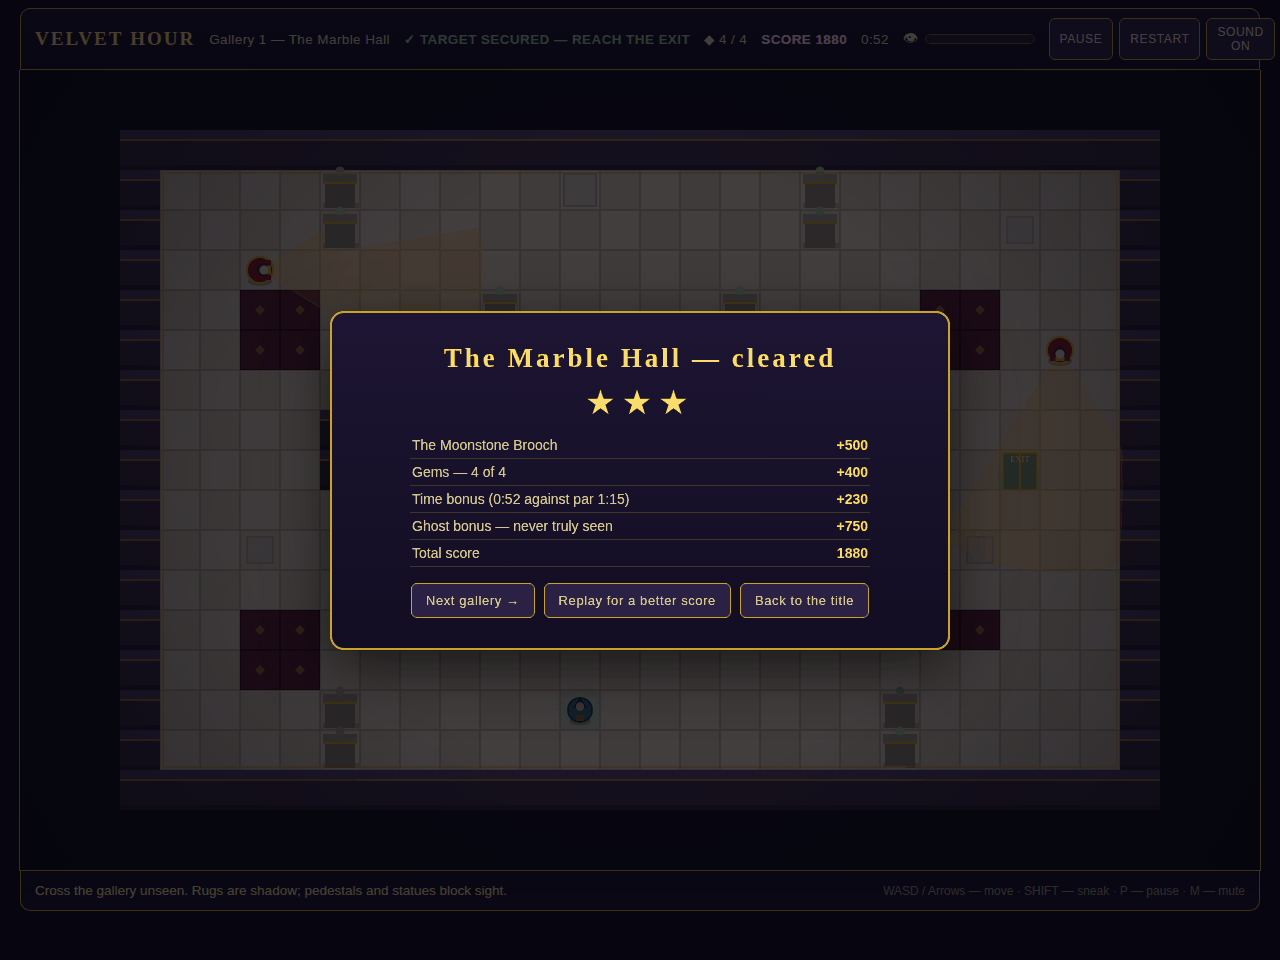 VELVET HOUR Gallery 1 — The Marble Hall ✓ TARGET SECURED — REACH THE EXIT ◆ 4 / 4 SCORE 1880 0:52 PAUSE RESTART SOUND ON
EXIT
The Marble Hall — cleared
★ ★ ★
The Moonstone Brooch +500
Gems — 4 of 4 +400
Time bonus (0:52 against par 1:15) +230
Ghost bonus — never truly seen +750
Total score 1880
Next gallery → Replay for a better score Back to the title
Cross the gallery unseen. Rugs are shadow; pedestals and statues block sight. WASD / Arrows — move · SHIFT — sneak · P — pause · M — mute